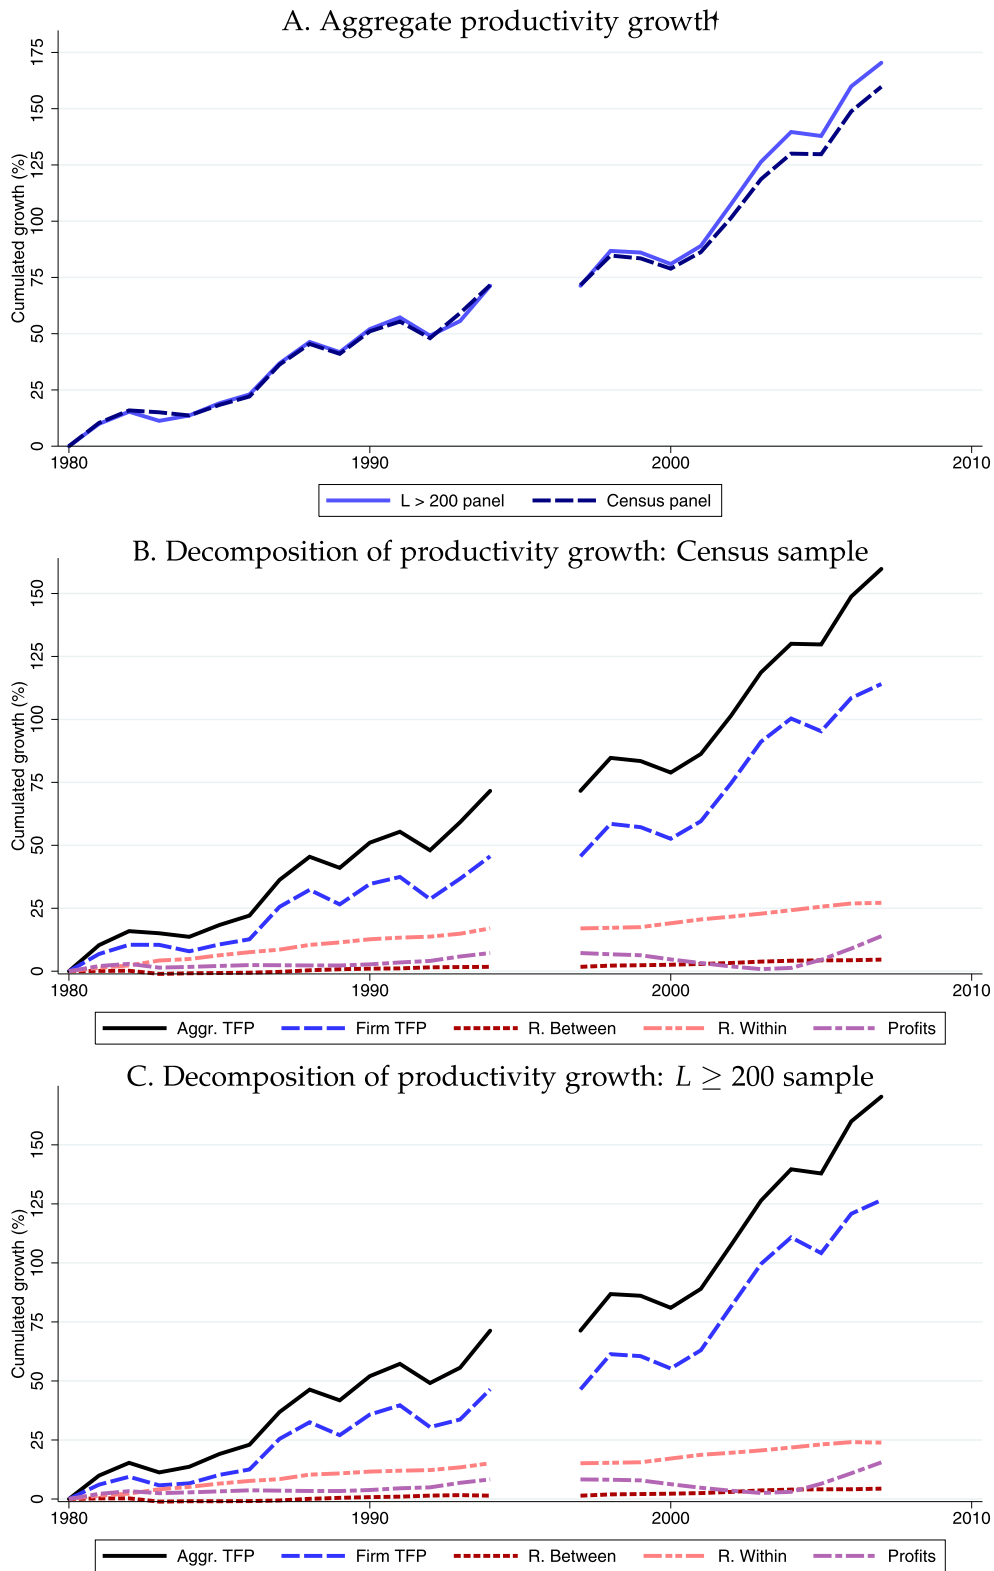 A. Aggregate productivity growth
Cumulated growth (%)
175
150
125
100
75
50
25
0
1980 1990 2000 2010
L > 200 panel Census panel
B. Decomposition of productivity growth: Census sample
Cumulated growth (%)
150
125
100
75
50
25
0
1980 1990 2000 2010
Aggr. TFP Firm TFP R. Between R. Within Profits
C. Decomposition of productivity growth: L ≥ 200 sample
Cumulated growth (%)
150
125
100
75
50
25
0
1980 1990 2000 2010
Aggr. TFP Firm TFP R. Between R. Within Profits